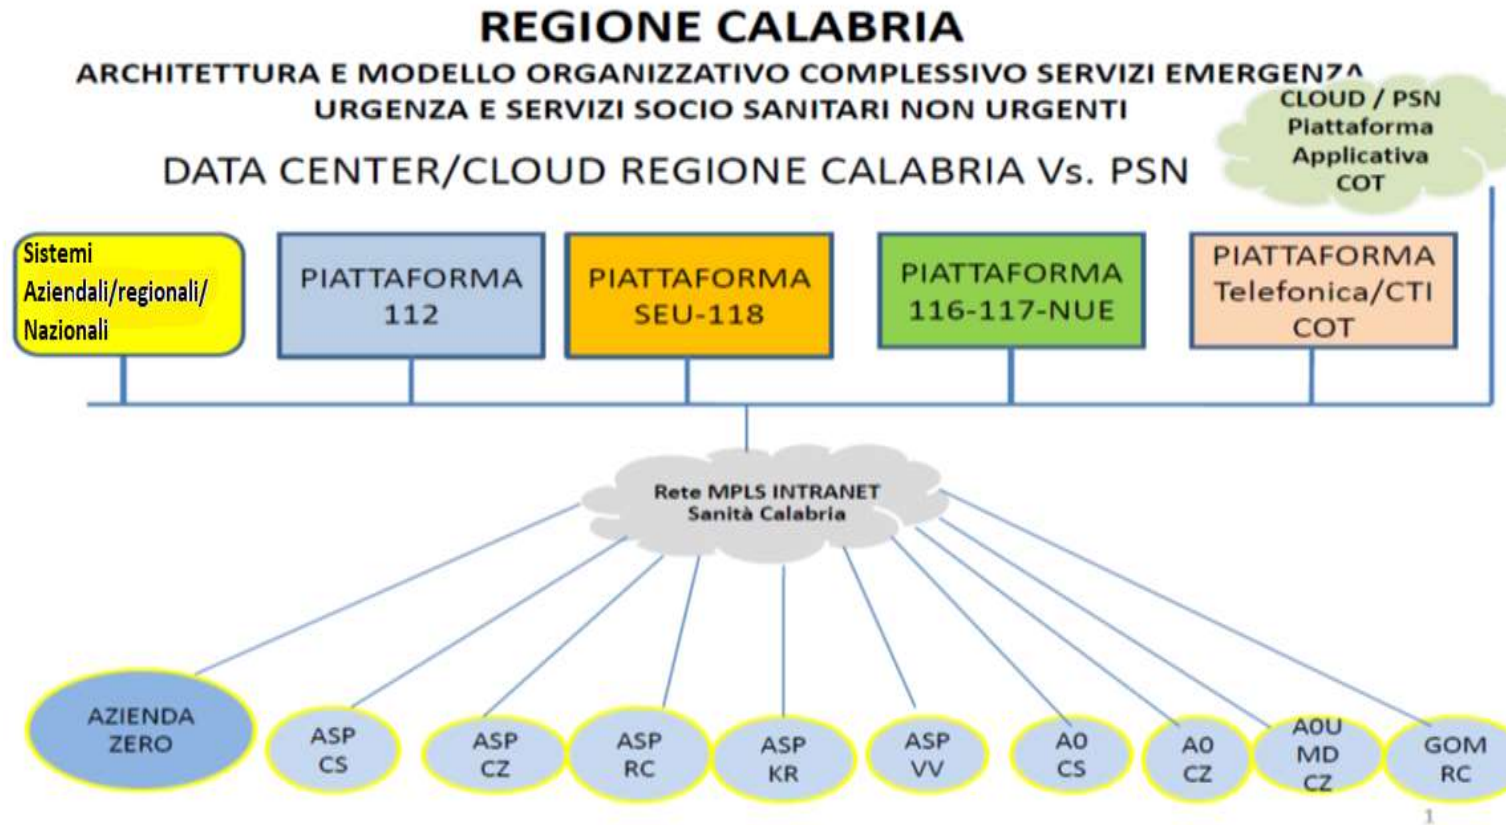 REGIONE CALABRIA
ARCHITETTURA E MODELLO ORGANIZZATIVO COMPLESSIVO SERVIZI EMERGENZA
URGENZA E SERVIZI SOCIO SANITARI NON URGENTI
DATA CENTER/CLOUD REGIONE CALABRIA Vs. PSN
CLOUD / PSN
Piattaforma
Applicativa
COT
Sistemi
Aziendali/regionali/
Nazionali
PIATTAFORMA
112
PIATTAFORMA
SEU-118
PIATTAFORMA
116-117-NUE
PIATTAFORMA
Telefonica/CTI
COT
Rete MPLS INTRANET
Sanità Calabria
AZIENDA
ZERO
ASP
CS
ASP
CZ
ASP
RC
ASP
KR
ASP
VV
A0
CS
A0
CZ
A0U
MD
CZ
GOM
RC
1